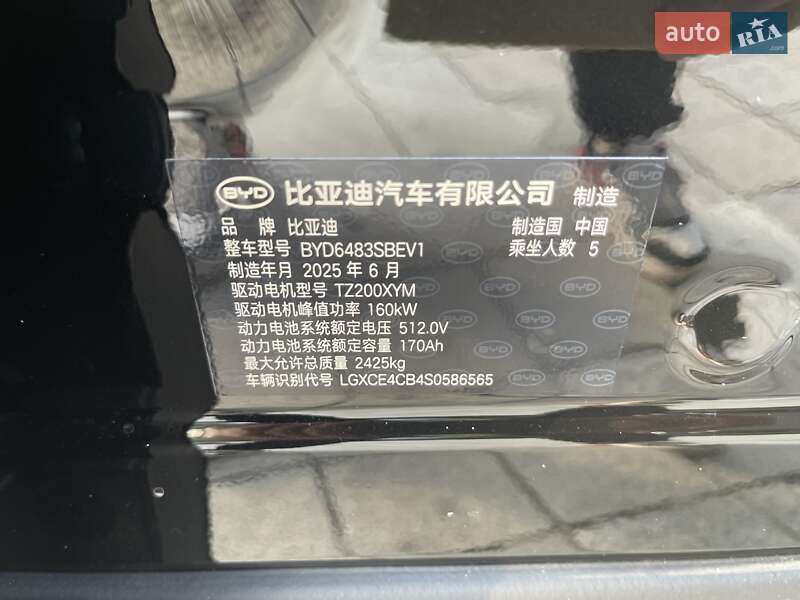 auto RIA
BYD 比亚迪汽车有限公司 制造
品 牌 比亚迪 制造国 中国
整车型号 BYD6483SBEV1 乘坐人数 5
制造年月 2025 年 6 月
驱动电机型号 TZ200XYM
驱动电机峰值功率 160kW
动力电池系统额定电压 512.0V
动力电池系统额定容量 170Ah
最大允许总质量 2425kg
车辆识别代号 LGXCE4CB4S0586565